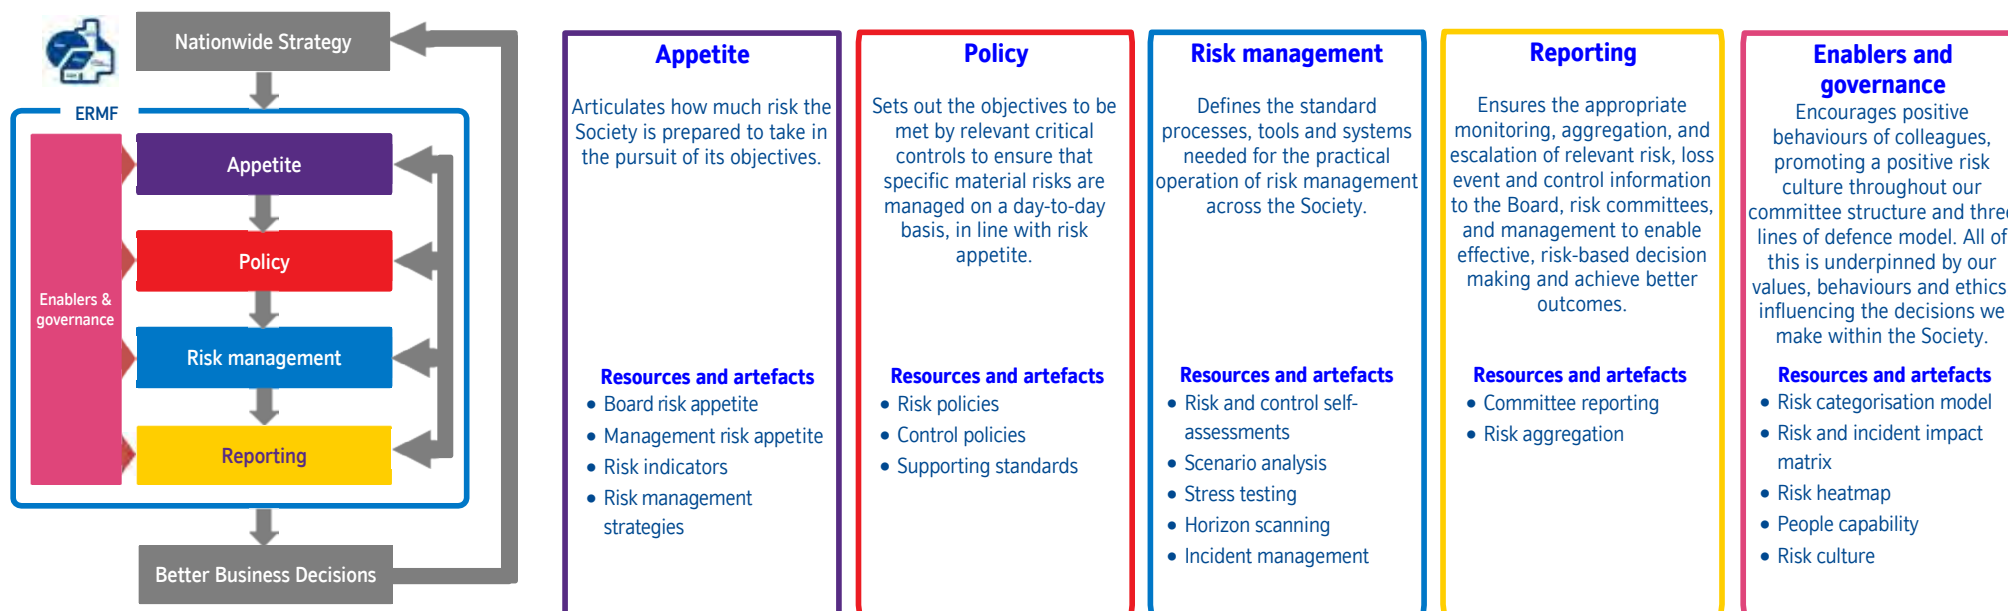 Nationwide Strategy
ERMF
Enablers &
governance
Appetite
Policy
Risk management
Reporting
Better Business Decisions
Appetite
Articulates how much risk the
Society is prepared to take in
the pursuit of its objectives.
Resources and artefacts
• Board risk appetite
• Management risk appetite
• Risk indicators
• Risk management
strategies
Policy
Sets out the objectives to be
met by relevant critical
controls to ensure that
specific material risks are
managed on a day-to-day
basis, in line with risk
appetite.
Resources and artefacts
• Risk policies
• Control policies
• Supporting standards
Risk management
Defines the standard
processes, tools and systems
needed for the practical
operation of risk management
across the Society.
Resources and artefacts
• Risk and control self-
assessments
• Scenario analysis
• Stress testing
• Horizon scanning
• Incident management
Reporting
Ensures the appropriate
monitoring, aggregation, and
escalation of relevant risk, loss
event and control information
to the Board, risk committees,
and management to enable
effective, risk-based decision
making and achieve better
outcomes.
Resources and artefacts
• Committee reporting
• Risk aggregation
Enablers and
governance
Encourages positive
behaviours of colleagues,
promoting a positive risk
culture throughout our
committee structure and three
lines of defence model. All of
this is underpinned by our
values, behaviours and ethics
influencing the decisions we
make within the Society.
Resources and artefacts
• Risk categorisation model
• Risk and incident impact
matrix
• Risk heatmap
• People capability
• Risk culture